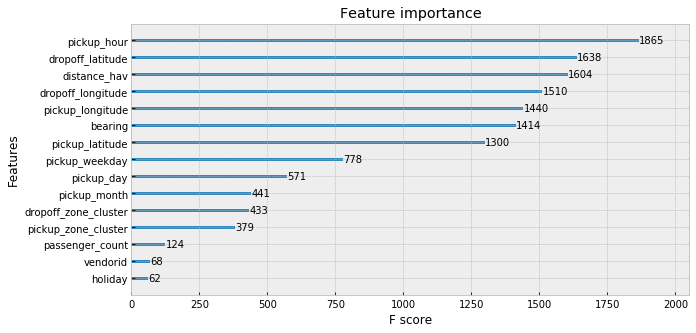 Feature importance
Features
pickup_hour 1865
dropoff_latitude 1638
distance_hav 1604
dropoff_longitude 1510
pickup_longitude 1440
bearing 1414
pickup_latitude 1300
pickup_weekday 778
pickup_day 571
pickup_month 441
dropoff_zone_cluster 433
pickup_zone_cluster 379
passenger_count 124
vendorid 68
holiday 62
0 250 500 750 1000 1250 1500 1750 2000
F score